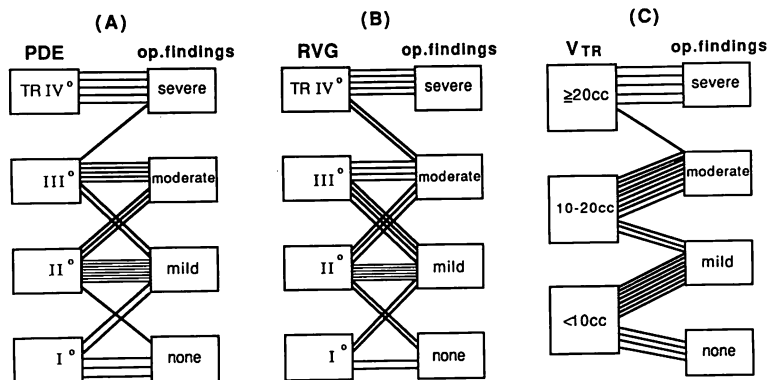 (A)
PDE op.findings
TR IV° severe
III° moderate
II° mild
I° none
(B)
RVG op.findings
TR IV° severe
III° moderate
II° mild
I° none
(C)
VTR op.findings
≧20cc severe
10-20cc moderate
<10cc mild
none